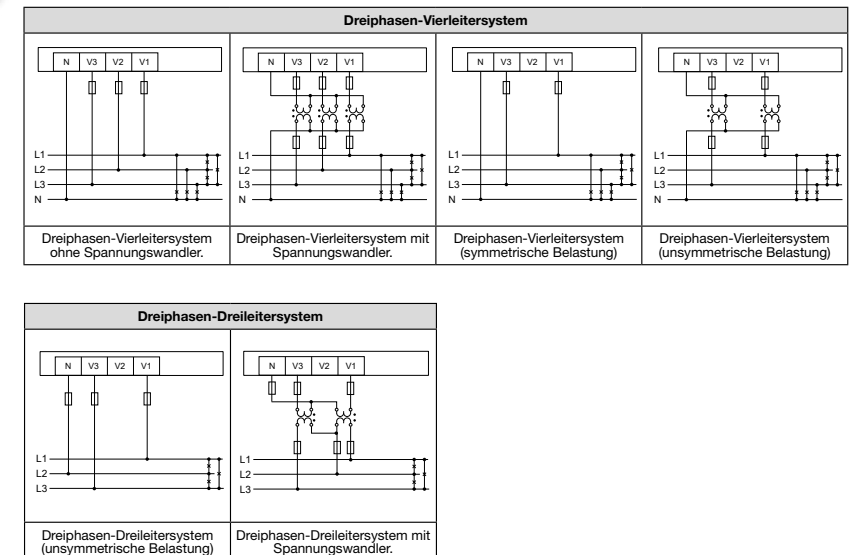 Dreiphasen-Vierleitersystem
N V3 V2 V1
L1
L2
L3
N
Dreiphasen-Vierleitersystem
ohne Spannungswandler.
N V3 V2 V1
L1
L2
L3
N
Dreiphasen-Vierleitersystem mit
Spannungswandler.
N V3 V2 V1
L1
L2
L3
N
Dreiphasen-Vierleitersystem
(symmetrische Belastung)
N V3 V2 V1
L1
L2
L3
N
Dreiphasen-Vierleitersystem
(unsymmetrische Belastung)
Dreiphasen-Dreileitersystem
N V3 V2 V1
L1
L2
L3
Dreiphasen-Dreileitersystem
(unsymmetrische Belastung)
N V3 V2 V1
L1
L2
L3
Dreiphasen-Dreileitersystem mit
Spannungswandler.